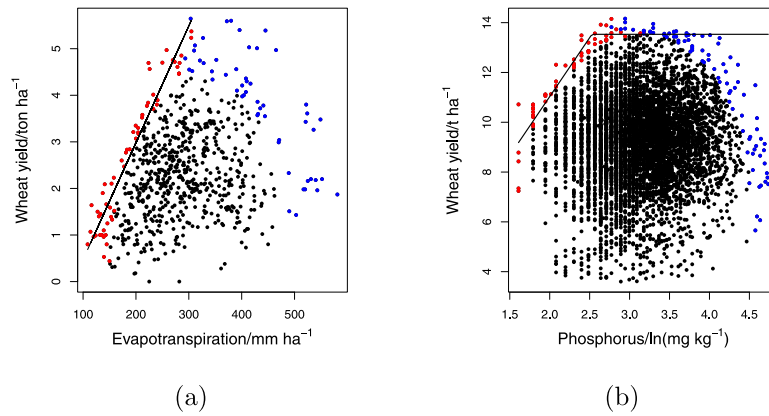 Wheat yield/ton ha⁻¹
5
4
3
2
1
0
100 200 300 400 500
Evapotranspiration/mm ha⁻¹
(a)
Wheat yield/t ha⁻¹
14
12
10
8
6
4
1.5 2.0 2.5 3.0 3.5 4.0 4.5
Phosphorus/ln(mg kg⁻¹)
(b)